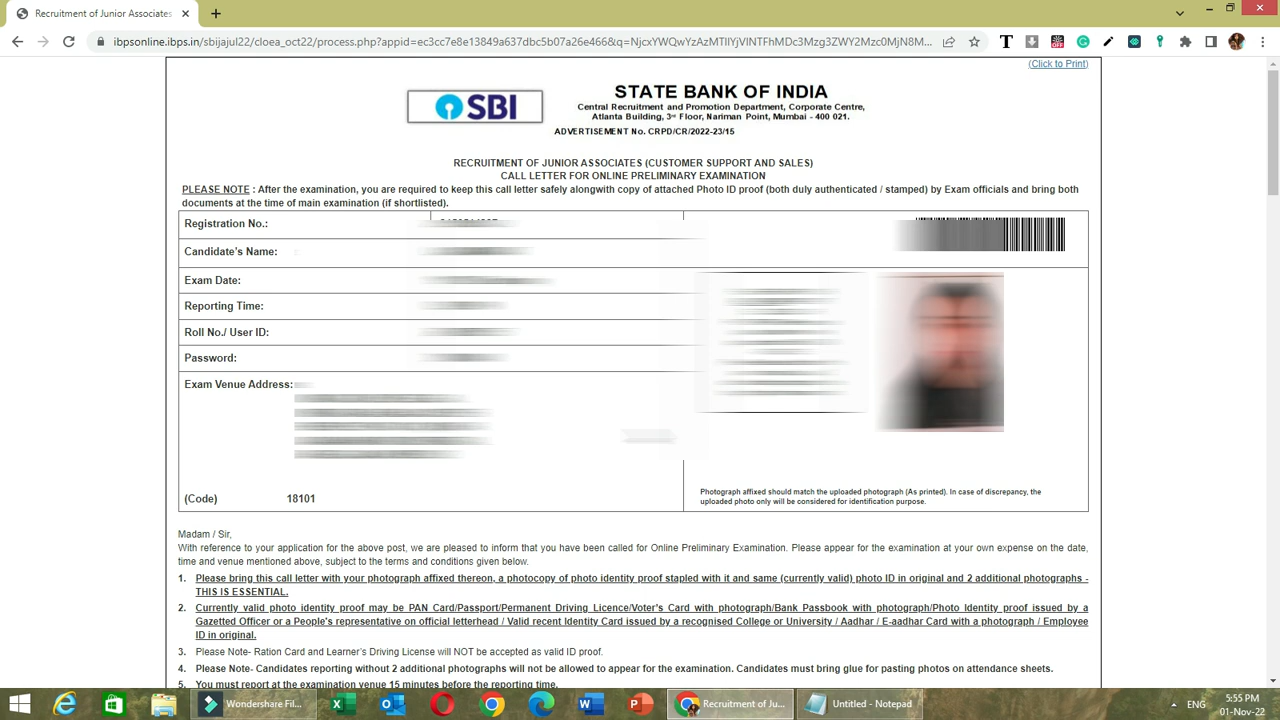 Recruitment of Junior Associates
ibpsonline.ibps.in/sbijajul22/cloea_oct22/process.php?appid=ec3cc7e8e13849a637dbc5b07a26e466&q=NjcxYWQwYzAzMTllYjVlNTFhMDc3Mzg3ZWY2Mzc0MjN8M...
(Click to Print)
SBI
STATE BANK OF INDIA
Central Recruitment and Promotion Department, Corporate Centre,
Atlanta Building, 3rd Floor, Nariman Point, Mumbai - 400 021.
ADVERTISEMENT No. CRPD/CR/2022-23/15
RECRUITMENT OF JUNIOR ASSOCIATES (CUSTOMER SUPPORT AND SALES)
CALL LETTER FOR ONLINE PRELIMINARY EXAMINATION
PLEASE NOTE : After the examination, you are required to keep this call letter safely alongwith copy of attached Photo ID proof (both duly authenticated / stamped) by Exam officials and bring both
documents at the time of main examination (if shortlisted).
Registration No.:
Candidate's Name:
Exam Date:
Reporting Time:
Roll No./ User ID:
Password:
Exam Venue Address:
(Code) 18101
Photograph affixed should match the uploaded photograph (As printed). In case of discrepancy, the
uploaded photo only will be considered for identification purpose.
Madam / Sir,
With reference to your application for the above post, we are pleased to inform that you have been called for Online Preliminary Examination. Please appear for the examination at your own expense on the date,
time and venue mentioned above, subject to the terms and conditions given below.
1. Please bring this call letter with your photograph affixed thereon, a photocopy of photo identity proof stapled with it and same (currently valid) photo ID in original and 2 additional photographs -
THIS IS ESSENTIAL.
2. Currently valid photo identity proof may be PAN Card/Passport/Permanent Driving Licence/Voter's Card with photograph/Bank Passbook with photograph/Photo Identity proof issued by a
Gazetted Officer or a People's representative on official letterhead / Valid recent Identity Card issued by a recognised College or University / Aadhar / E-aadhar Card with a photograph / Employee
ID in original.
3. Please Note- Ration Card and Learner's Driving License will NOT be accepted as valid ID proof.
4. Please Note- Candidates reporting without 2 additional photographs will not be allowed to appear for the examination. Candidates must bring glue for pasting photos on attendance sheets.
5. You must report at the examination venue 15 minutes before the reporting time.
Wondershare Fil...
Recruitment of Ju...
Untitled - Notepad
ENG
5:55 PM
01-Nov-22